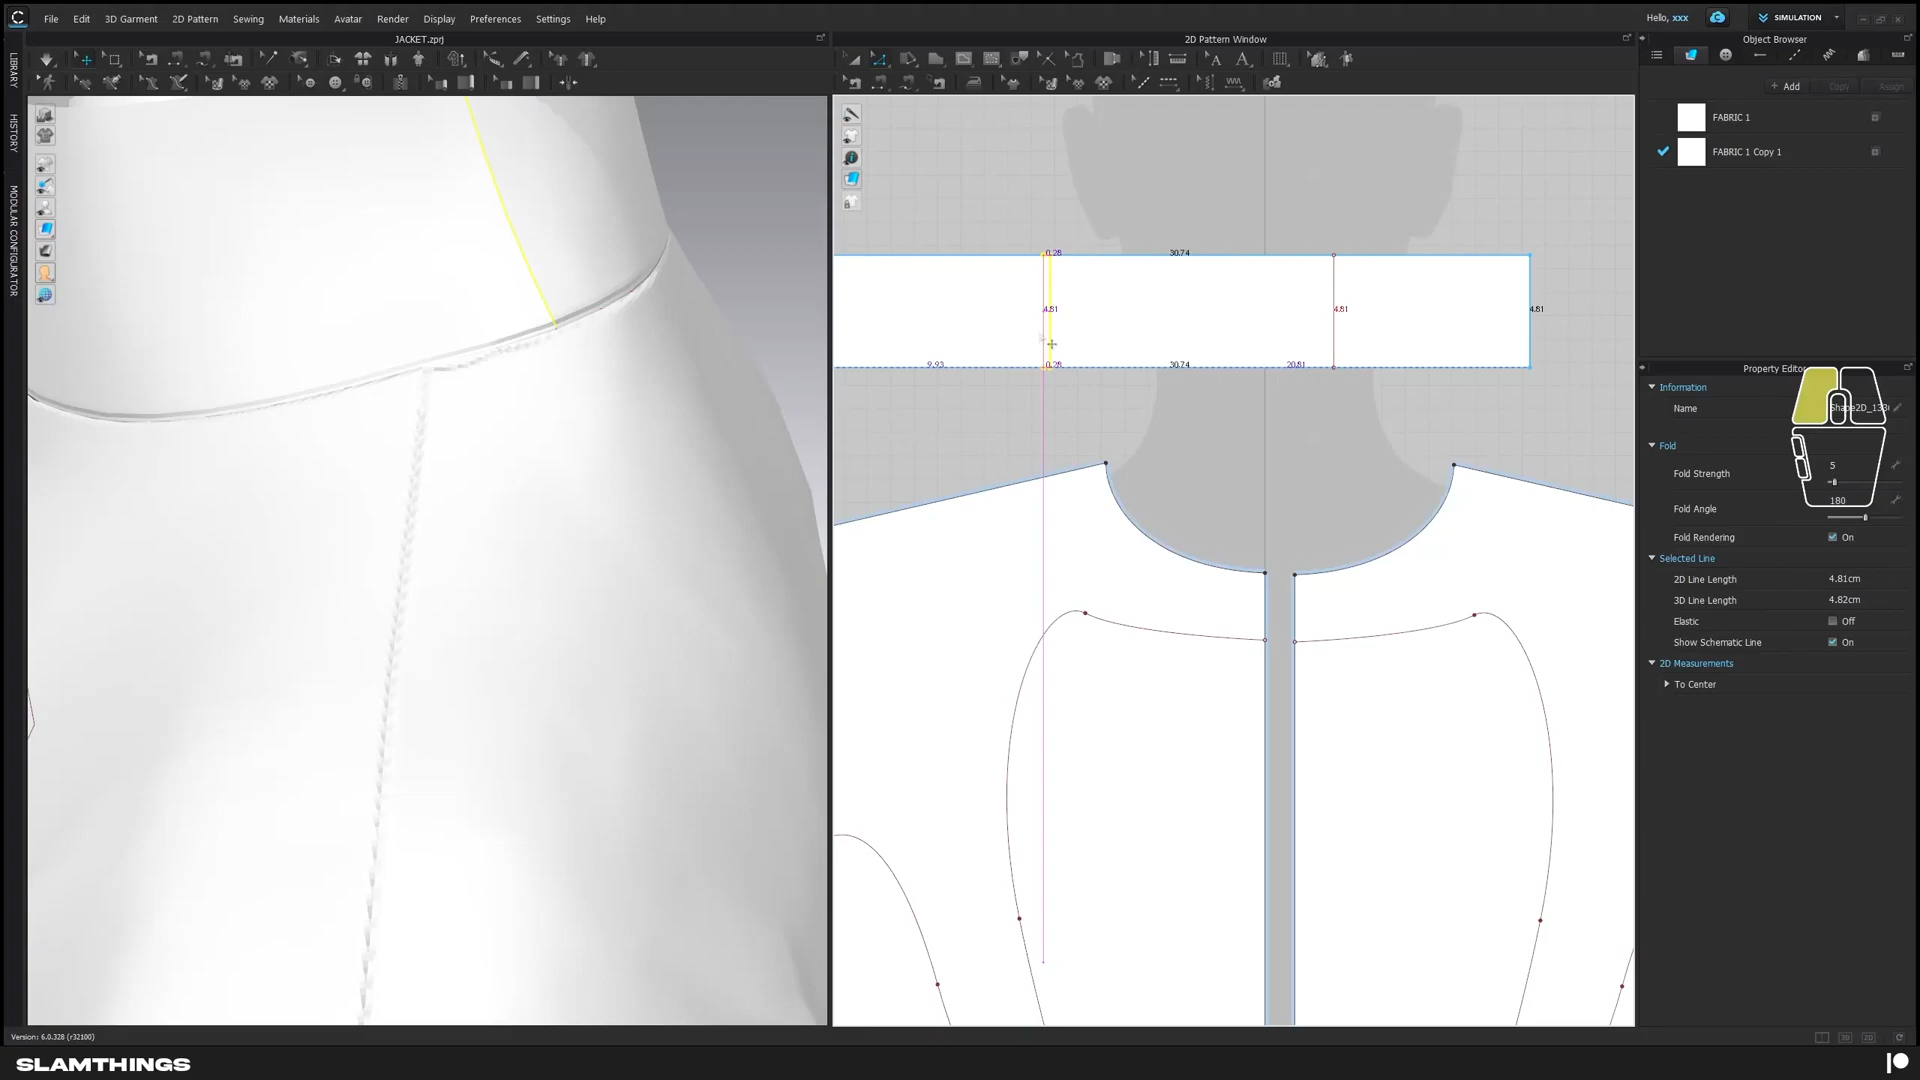 File Edit 3D Garment 2D Pattern Sewing Materials Avatar Render Display Preferences Settings Help
Hello, xxx
SIMULATION
JACKET.zprj
2D Pattern Window
Object Browser
LIBRARY
HISTORY
MODULAR CONFIGURATOR
+ Add Copy Assign
FABRIC 1
FABRIC 1 Copy 1
0.28
30.74
4.81
4.81
4.81
9.93
0.28
30.74
20.81
Property Editor
Information
Name
Fold
Fold Strength 5
Fold Angle 180
Fold Rendering On
Selected Line
2D Line Length 4.81cm
3D Line Length 4.82cm
Elastic Off
Show Schematic Line On
2D Measurements
To Center
Version: 6.0.328 (r32100)
3D
2D
SLAMTHINGS